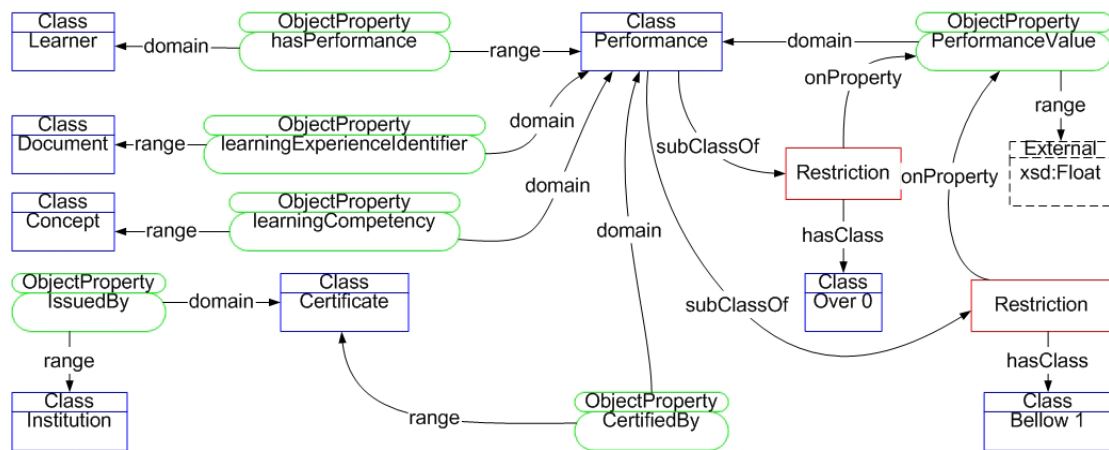 Class
Learner
domain
ObjectProperty
hasPerformance
range
Class
Performance
domain
ObjectProperty
PerformanceValue
onProperty
range
Class
Document
range
ObjectProperty
learningExperienceIdentifier
domain
subClassOf
Restriction
onProperty
External
xsd:Float
Class
Concept
range
ObjectProperty
learningCompetency
domain
domain
hasClass
ObjectProperty
IssuedBy
domain
Class
Certificate
subClassOf
Class
Over 0
Restriction
range
hasClass
Class
Institution
range
ObjectProperty
CertifiedBy
Class
Bellow 1